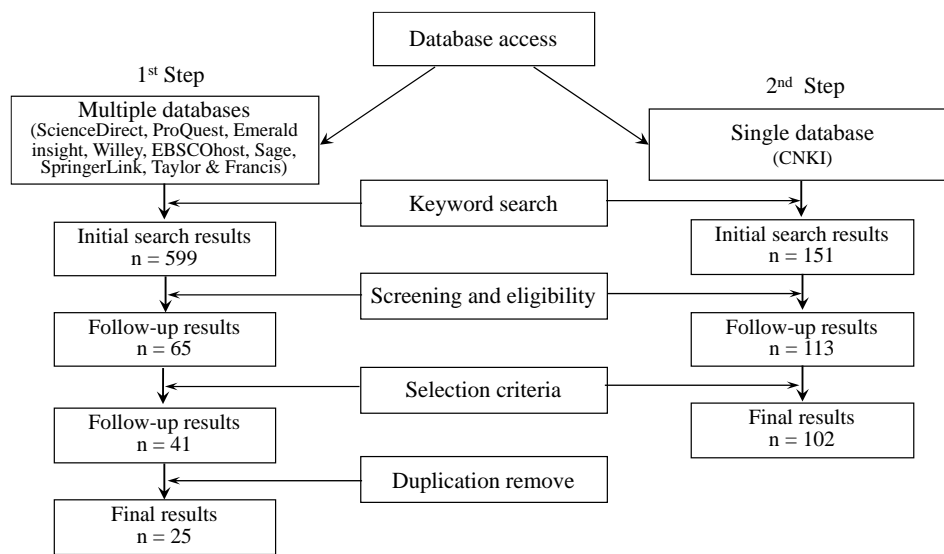 Database access
1st Step
2nd Step
Multiple databases
(ScienceDirect, ProQuest, Emerald
insight, Willey, EBSCOhost, Sage,
SpringerLink, Taylor & Francis)
Single database
(CNKI)
Keyword search
Initial search results
n = 599
Initial search results
n = 151
Screening and eligibility
Follow-up results
n = 65
Follow-up results
n = 113
Selection criteria
Follow-up results
n = 41
Final results
n = 102
Duplication remove
Final results
n = 25